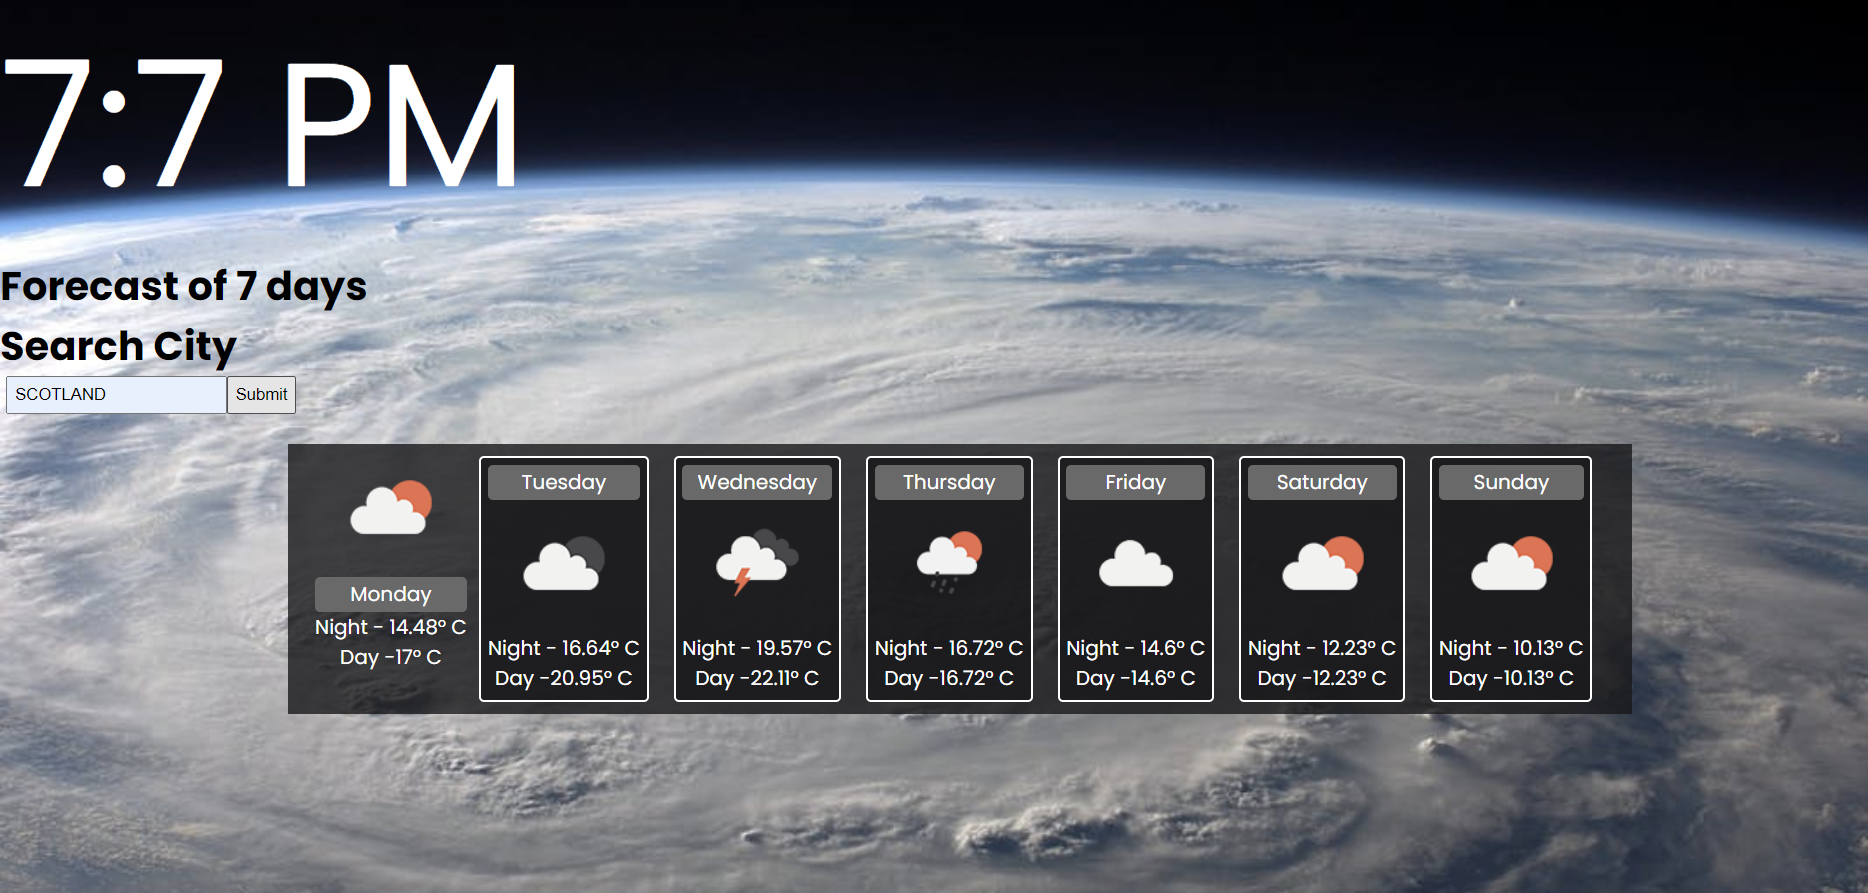 7:7 PM
Forecast of 7 days
Search City
SCOTLAND
Submit
Monday
Night - 14.48° C
Day -17° C
Tuesday
Night - 16.64° C
Day -20.95° C
Wednesday
Night - 19.57° C
Day -22.11° C
Thursday
Night - 16.72° C
Day -16.72° C
Friday
Night - 14.6° C
Day -14.6° C
Saturday
Night - 12.23° C
Day -12.23° C
Sunday
Night - 10.13° C
Day -10.13° C